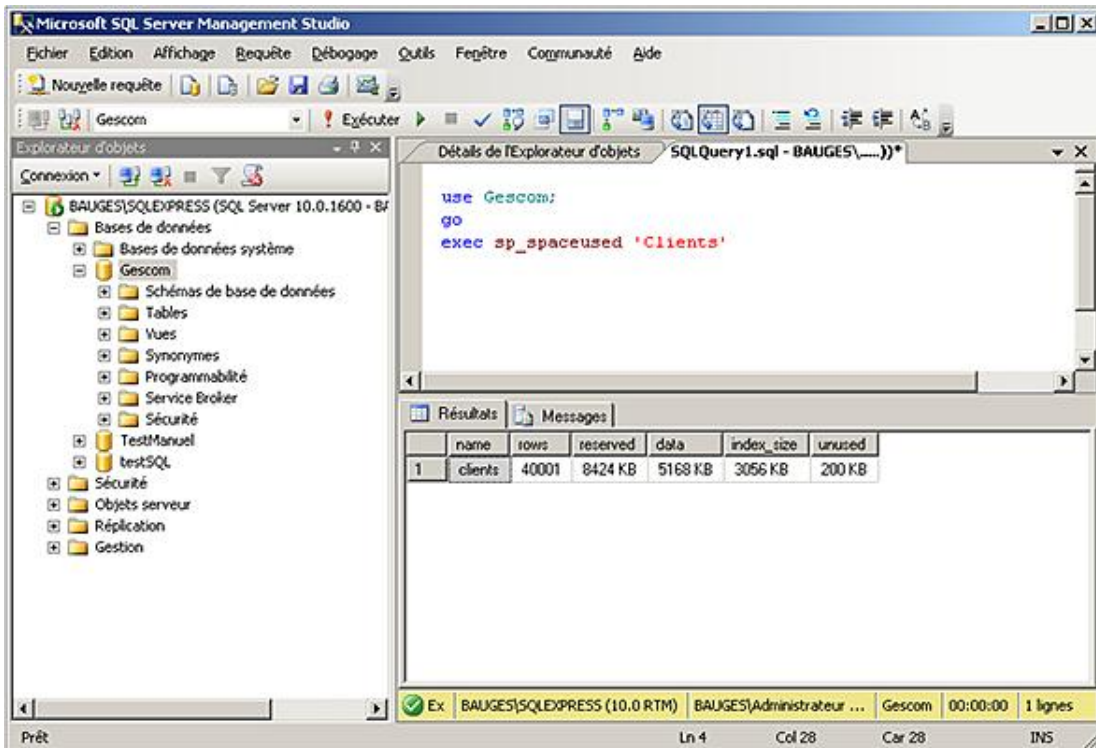 Microsoft SQL Server Management Studio
Fichier Edition Affichage Requête Débogage Outils Fenêtre Communauté Aide
Nouvelle requête
Gescom Exécuter
Explorateur d'objets
Connexion
BAUGES\SQLEXPRESS (SQL Server 10.0.1600 - BA
Bases de données
Bases de données système
Gescom
Schémas de base de données
Tables
Vues
Synonymes
Programmabilité
Service Broker
Sécurité
TestManuel
testSQL
Sécurité
Objets serveur
Réplication
Gestion
Détails de l'Explorateur d'objets SQLQuery1.sql - BAUGES\.....))*
use Gescom;
go
exec sp_spaceused 'Clients'
Résultats Messages
name rows reserved data index_size unused
1 clients 40001 8424 KB 5168 KB 3056 KB 200 KB
Ex BAUGES\SQLEXPRESS (10.0 RTM) BAUGES\Administrateur ... Gescom 00:00:00 1 lignes
Prêt Ln 4 Col 28 Car 28 INS